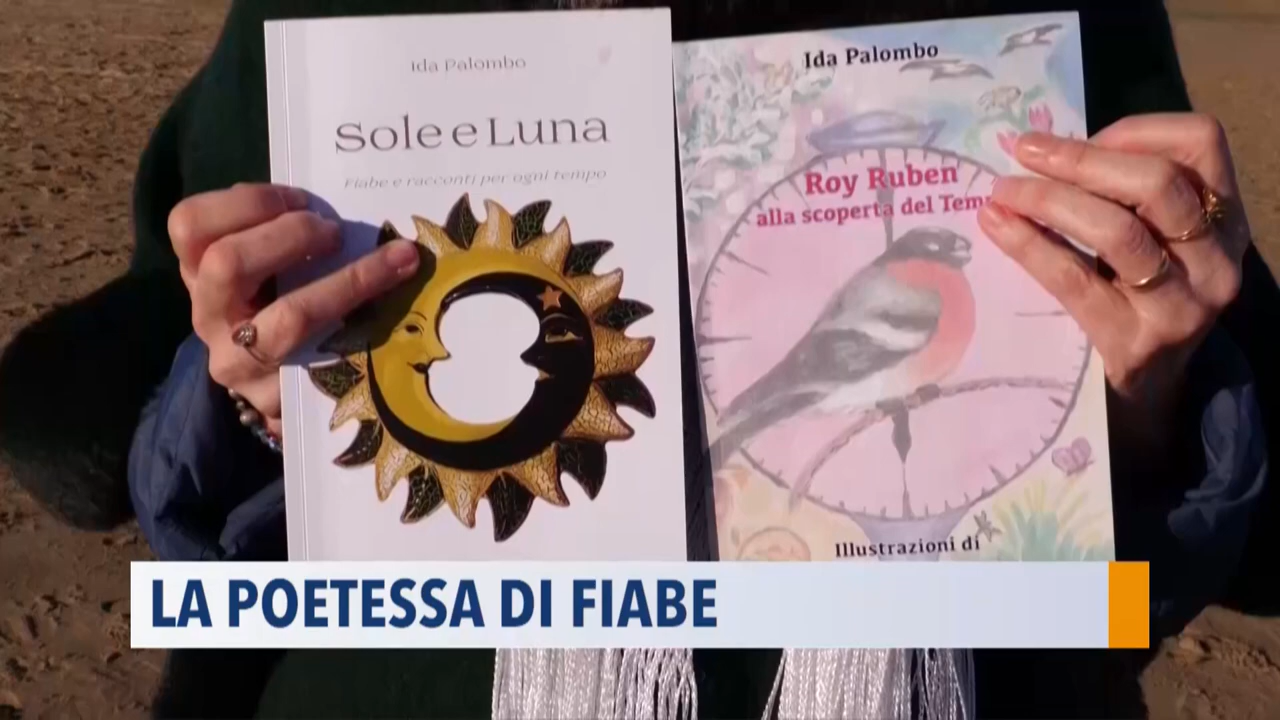 Ida Palombo
Sole e Luna
Fiabe e racconti per ogni tempo
Ida Palombo
Roy Ruben
alla scoperta del
Illustrazioni di
LA POETESSA DI FIABE